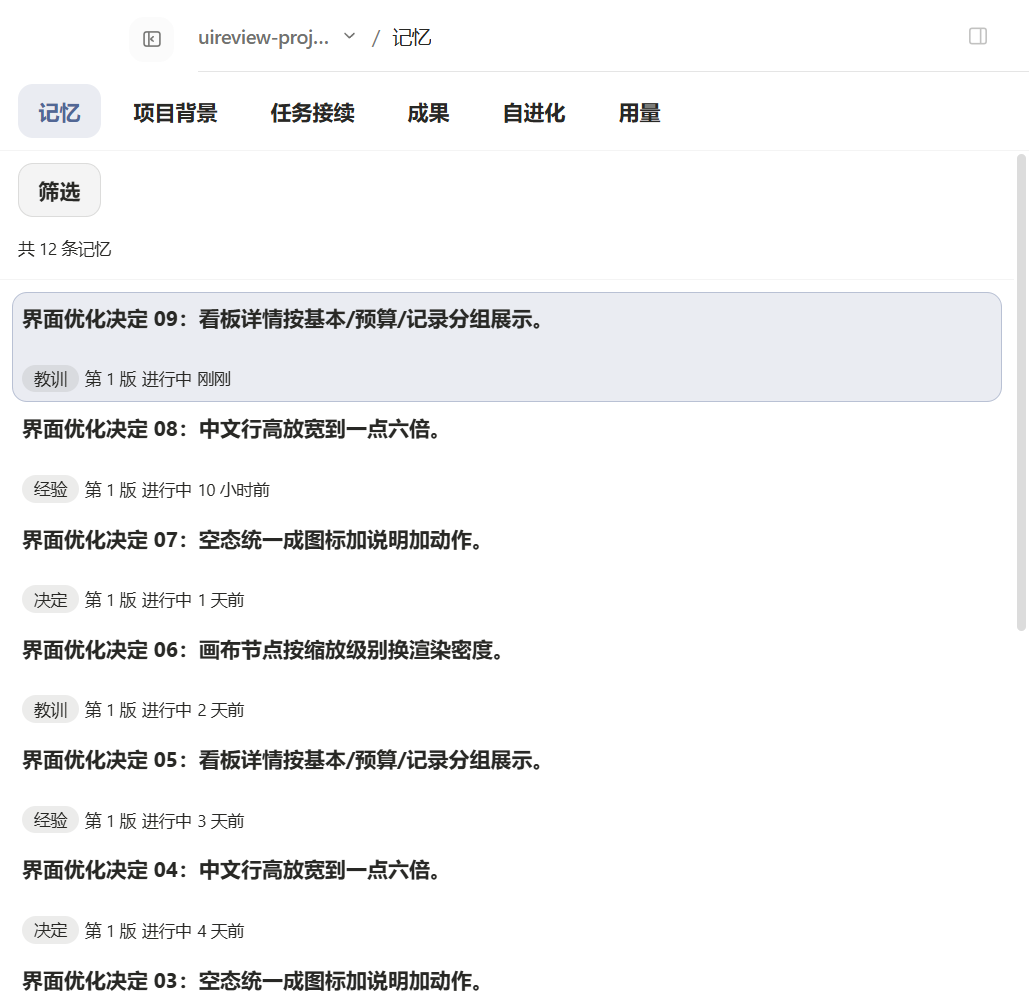 uireview-proj... / 记忆
记忆 项目背景 任务接续 成果 自进化 用量
筛选
共 12 条记忆
界面优化决定 09：看板详情按基本/预算/记录分组展示。
教训 第 1 版 进行中 刚刚
界面优化决定 08：中文行高放宽到一点六倍。
经验 第 1 版 进行中 10 小时前
界面优化决定 07：空态统一成图标加说明加动作。
决定 第 1 版 进行中 1 天前
界面优化决定 06：画布节点按缩放级别换渲染密度。
教训 第 1 版 进行中 2 天前
界面优化决定 05：看板详情按基本/预算/记录分组展示。
经验 第 1 版 进行中 3 天前
界面优化决定 04：中文行高放宽到一点六倍。
决定 第 1 版 进行中 4 天前
界面优化决定 03：空态统一成图标加说明加动作。